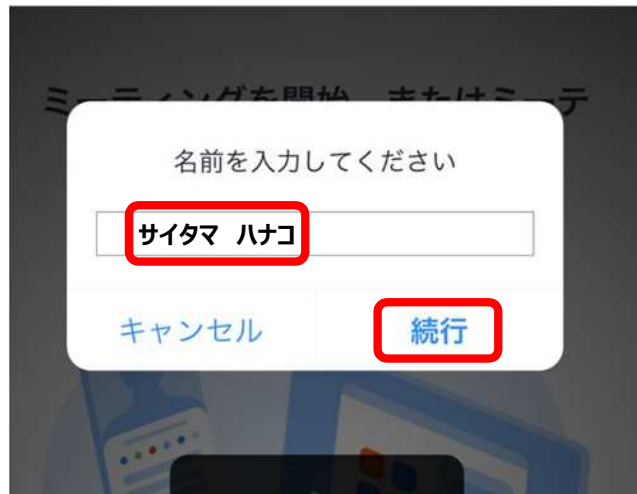 ミーティングを開始、またはミーテ
名前を入力してください
サイタマ ハナコ
キャンセル
続行